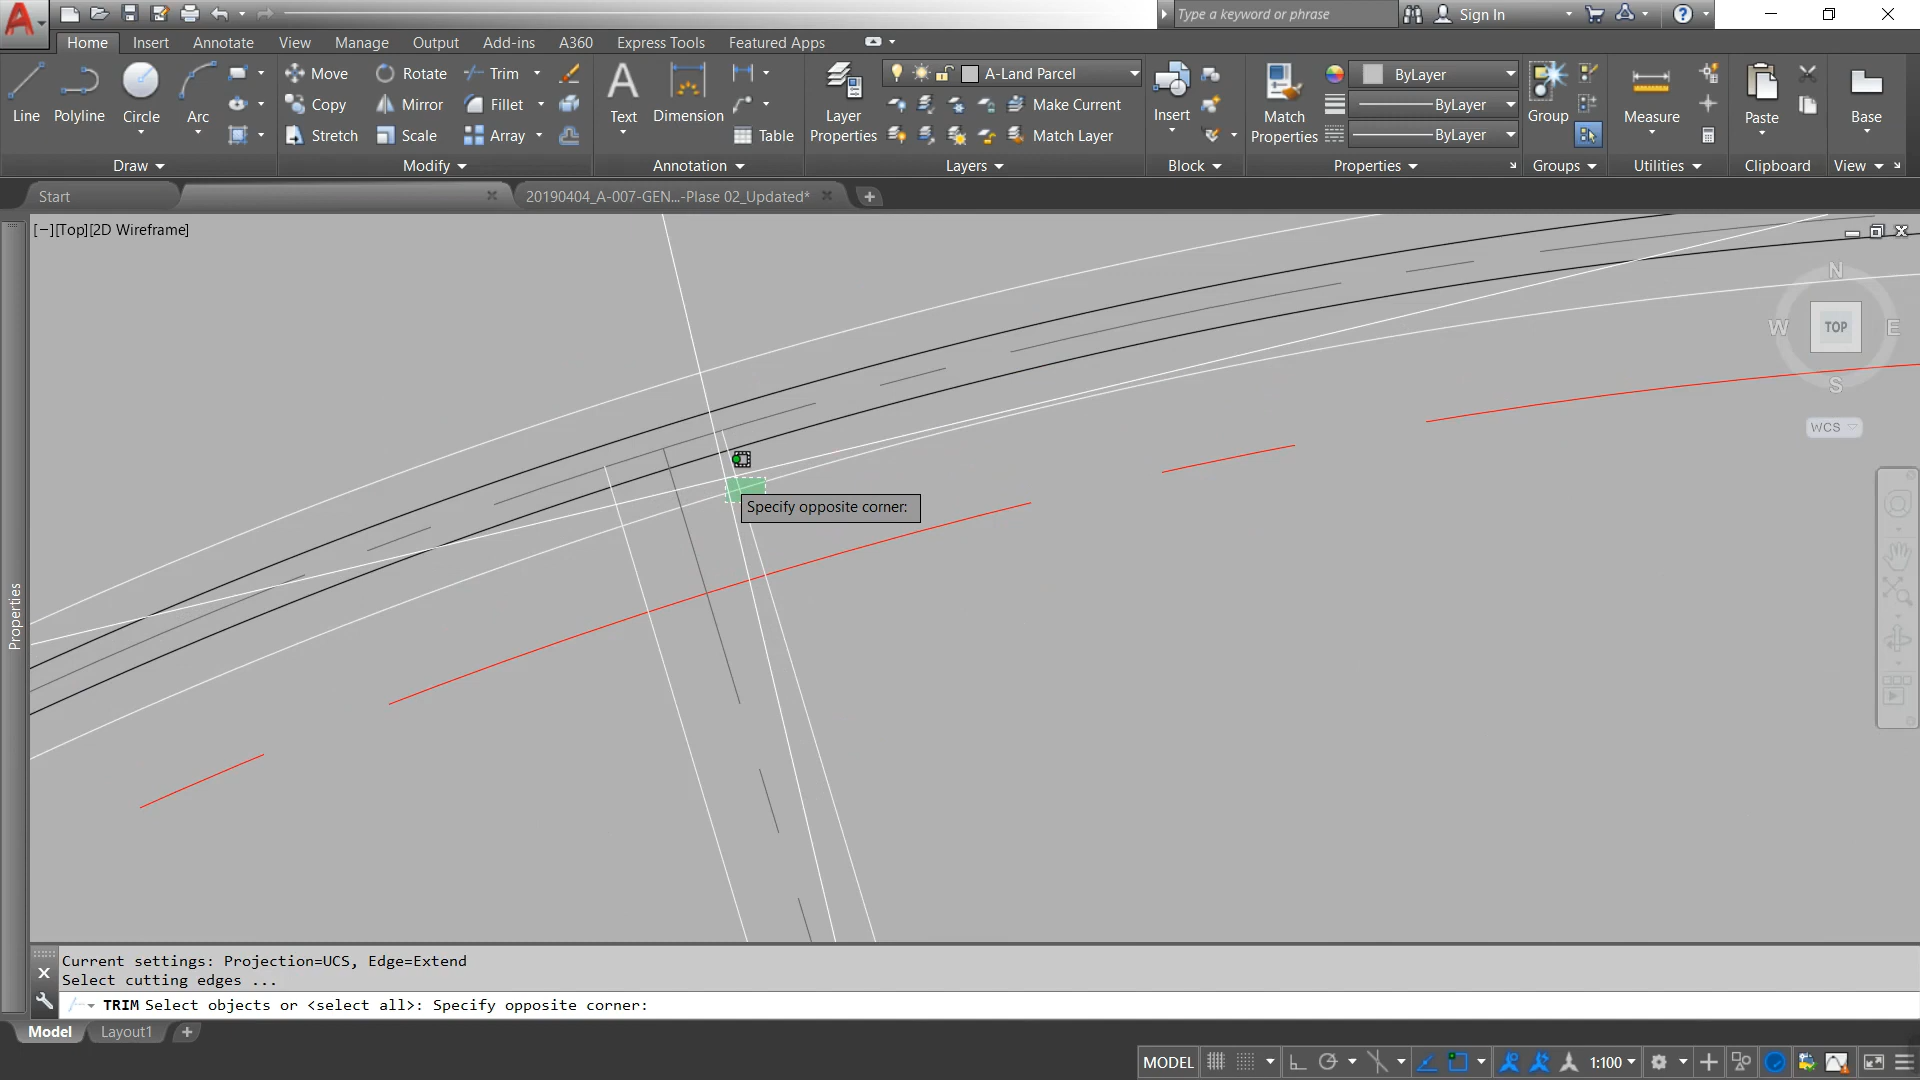 Type a keyword or phrase
Sign In
Home Insert Annotate View Manage Output Add-ins A360 Express Tools Featured Apps
Line Polyline Circle Arc
Draw
Move Rotate Trim
Copy Mirror Fillet
Stretch Scale Array
Modify
Text Dimension Table
Annotation
Layer Properties
A-Land Parcel
Make Current
Match Layer
Layers
Insert
Block
Match Properties
ByLayer
ByLayer
ByLayer
Properties
Group
Groups
Measure
Utilities
Paste
Clipboard
Base
View
Start
20190404_A-007-GEN...-Plase 02_Updated*
[−][Top][2D Wireframe]
N
W TOP E
S
WCS
Specify opposite corner:
Properties
Current settings: Projection=UCS, Edge=Extend
Select cutting edges ...
TRIM Select objects or <select all>: Specify opposite corner:
Model Layout1
MODEL 1:100